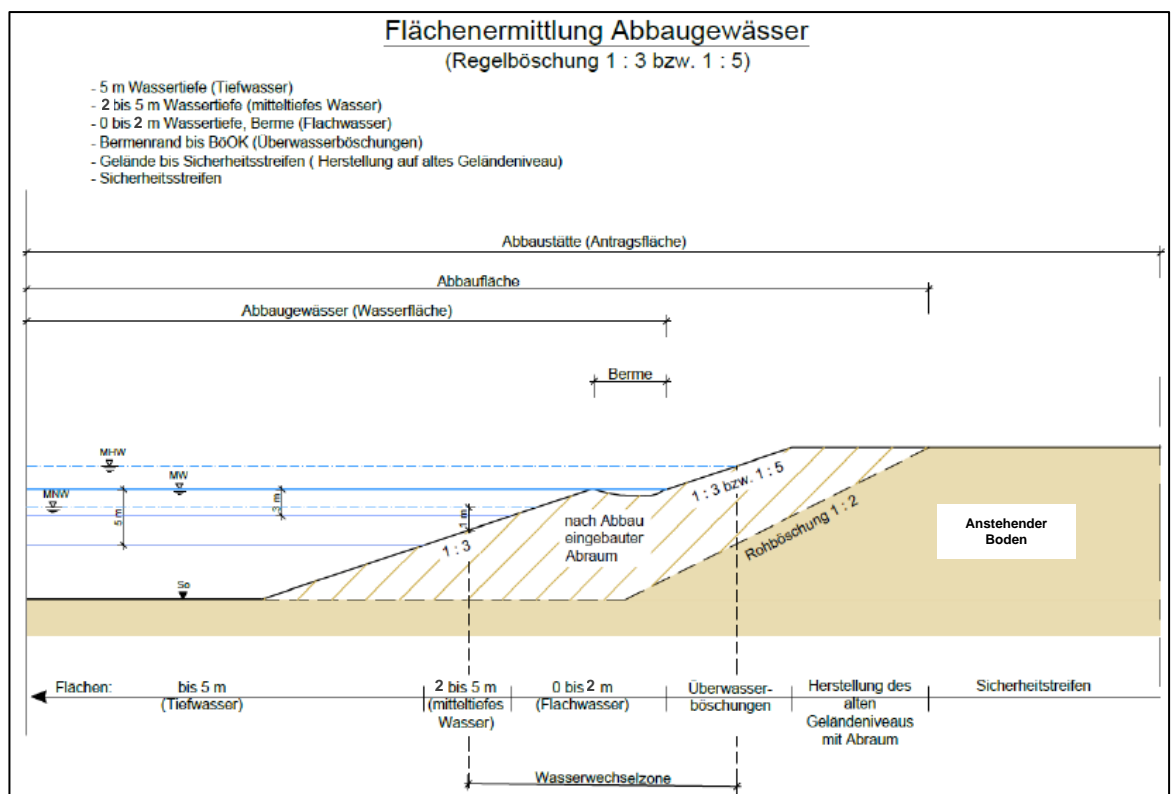 Flächenermittlung Abbaugewässer
(Regelböschung 1 : 3 bzw. 1 : 5)
- 5 m Wassertiefe (Tiefwasser)
- 2 bis 5 m Wassertiefe (mitteltiefes Wasser)
- 0 bis 2 m Wassertiefe, Berme (Flachwasser)
- Bermenrand bis BöOK (Überwasserböschungen)
- Gelände bis Sicherheitsstreifen ( Herstellung auf altes Geländeniveau)
- Sicherheitsstreifen
Abbaustätte (Antragsfläche)
Abbaufläche
Abbaugewässer (Wasserfläche)
Berme
MHW
MW
MNW
5 m
3 m
1 m
1 : 3
1 : 3 bzw. 1 : 5
nach Abbau
eingebauter
Abraum
Rohböschung 1 : 2
Anstehender
Boden
So
Flächen:
bis 5 m
(Tiefwasser)
2 bis 5 m
(mitteltiefes
Wasser)
0 bis 2 m
(Flachwasser)
Überwasser-
böschungen
Herstellung des
alten
Geländeniveaus
mit Abraum
Sicherheitstreifen
Wasserwechselzone